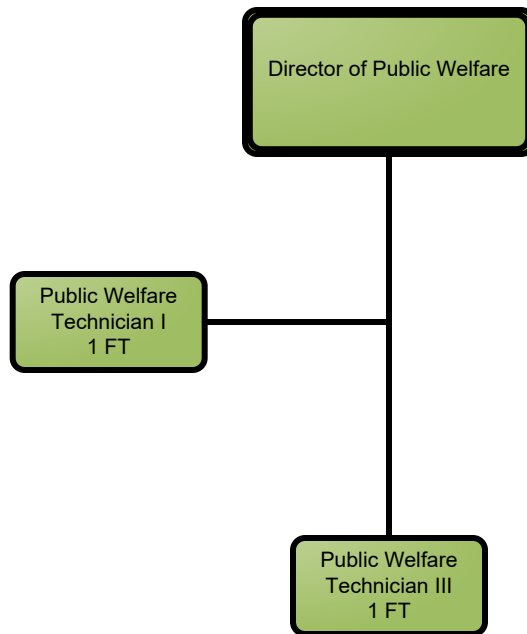 Director of Public Welfare
Public Welfare
Technician I
1 FT
Public Welfare
Technician III
1 FT